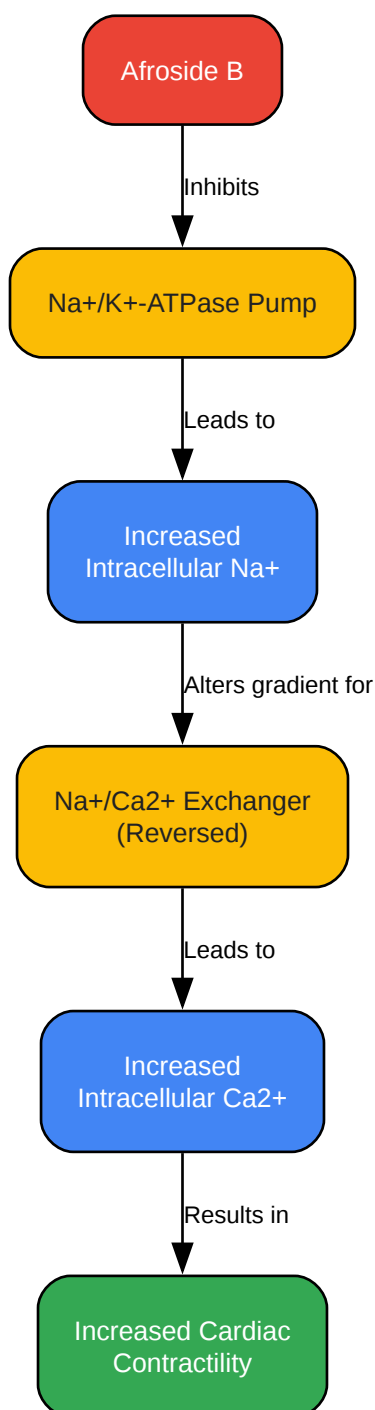 Afroside B
Inhibits
Na+/K+-ATPase Pump
Leads to
Increased
Intracellular Na+
Alters gradient for
Na+/Ca2+ Exchanger
(Reversed)
Leads to
Increased
Intracellular Ca2+
Results in
Increased Cardiac
Contractility